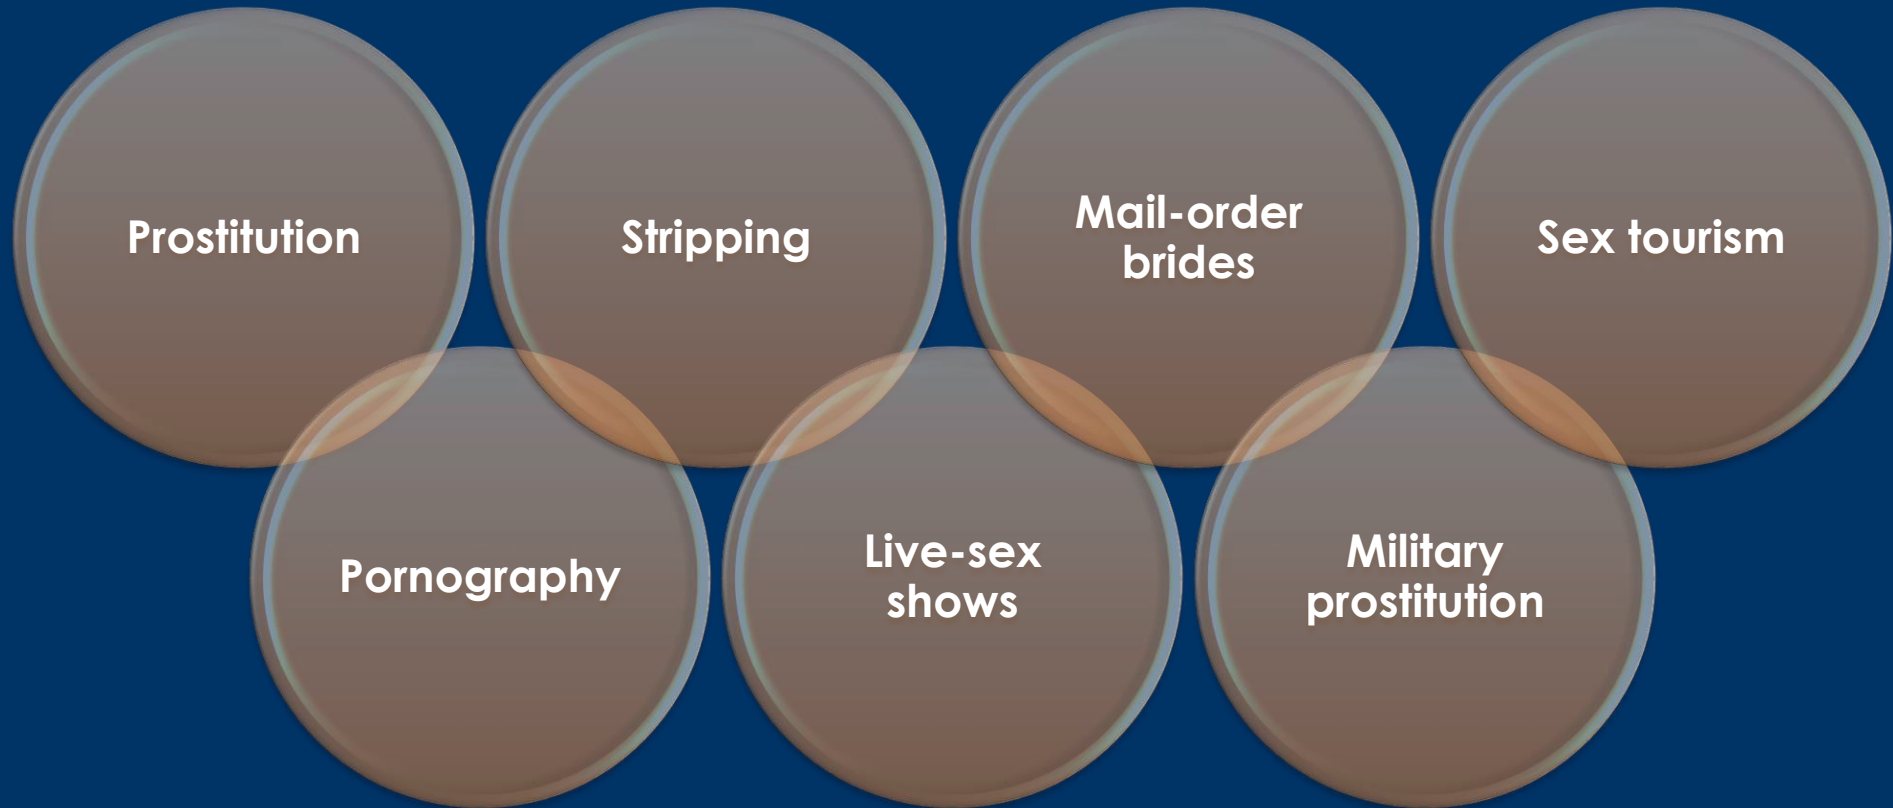 Prostitution
Stripping
Mail-order
brides
Sex tourism
Pornography
Live-sex
shows
Military
prostitution